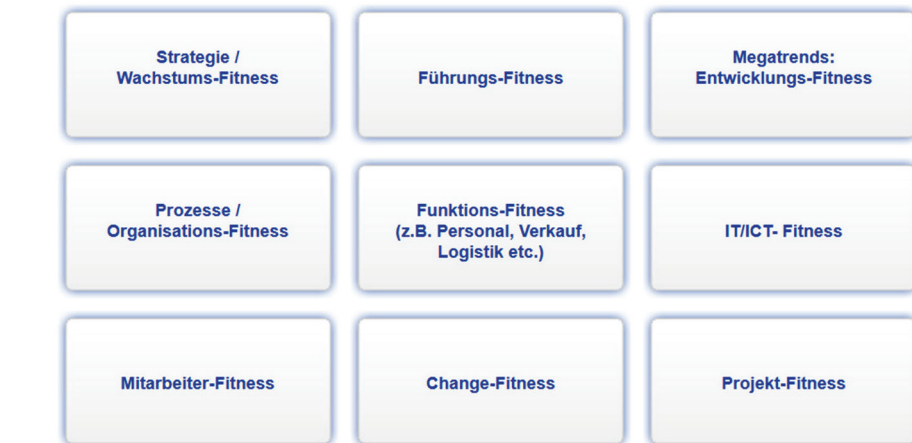 Strategie /
Wachstums-Fitness
Führungs-Fitness
Megatrends:
Entwicklungs-Fitness
Prozesse /
Organisations-Fitness
Funktions-Fitness
(z.B. Personal, Verkauf,
Logistik etc.)
IT/ICT- Fitness
Mitarbeiter-Fitness
Change-Fitness
Projekt-Fitness